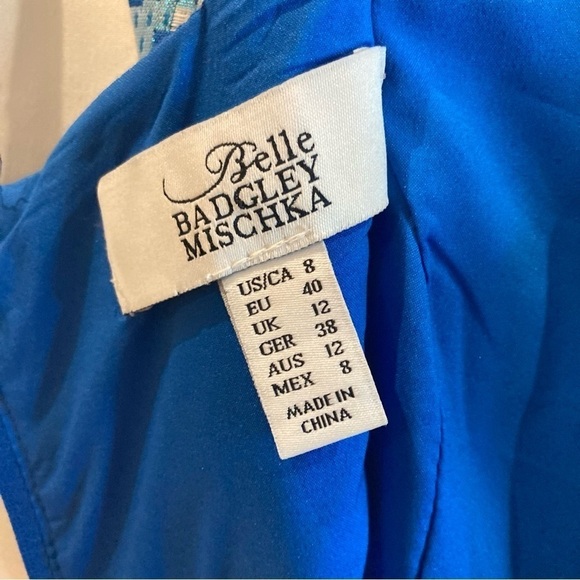 Belle
BADGLEY
MISCHKA
US/CA 8
EU 40
UK 12
GER 38
AUS 12
MEX 8
MADE IN
CHINA